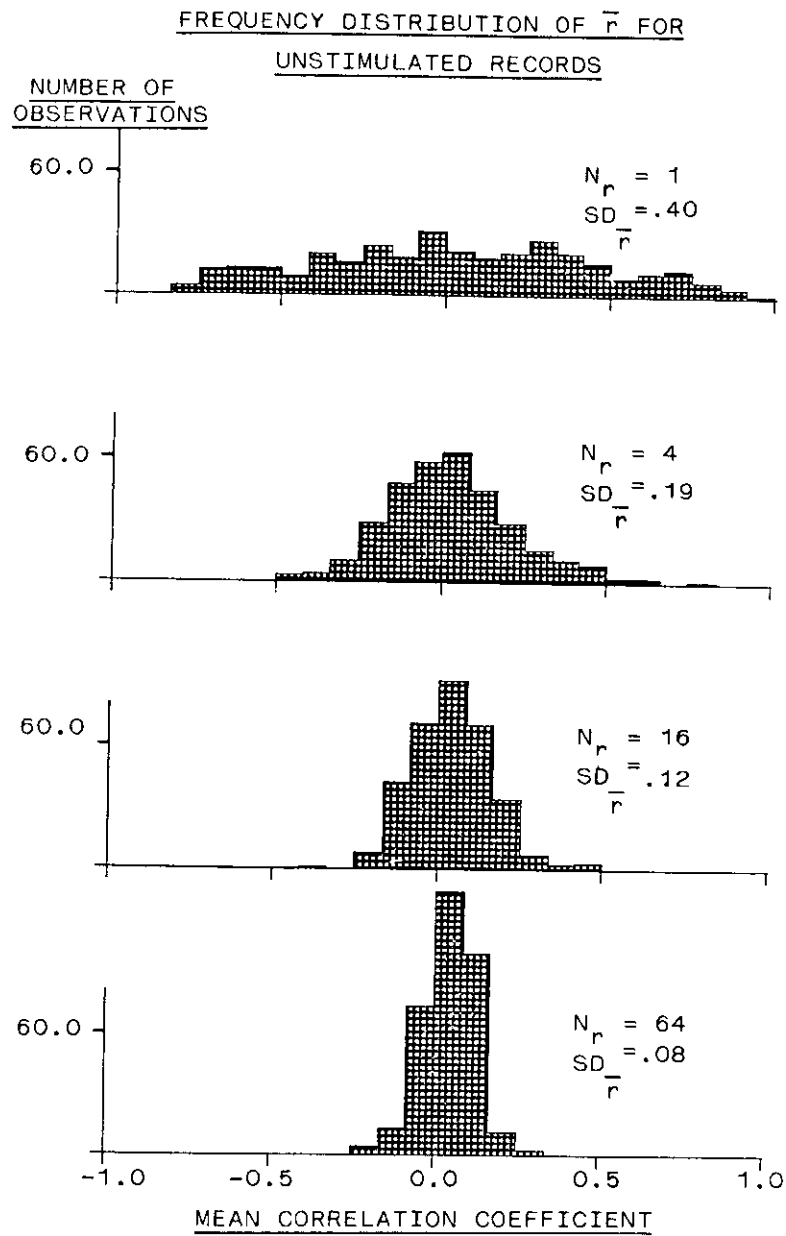 FREQUENCY DISTRIBUTION OF r̅ FOR
UNSTIMULATED RECORDS
NUMBER OF
OBSERVATIONS
60.0
N_r = 1
SD_r̅ = .40
60.0
N_r = 4
SD_r̅ = .19
60.0
N_r = 16
SD_r̅ = .12
60.0
N_r = 64
SD_r̅ = .08
-1.0 -0.5 0.0 0.5 1.0
MEAN CORRELATION COEFFICIENT